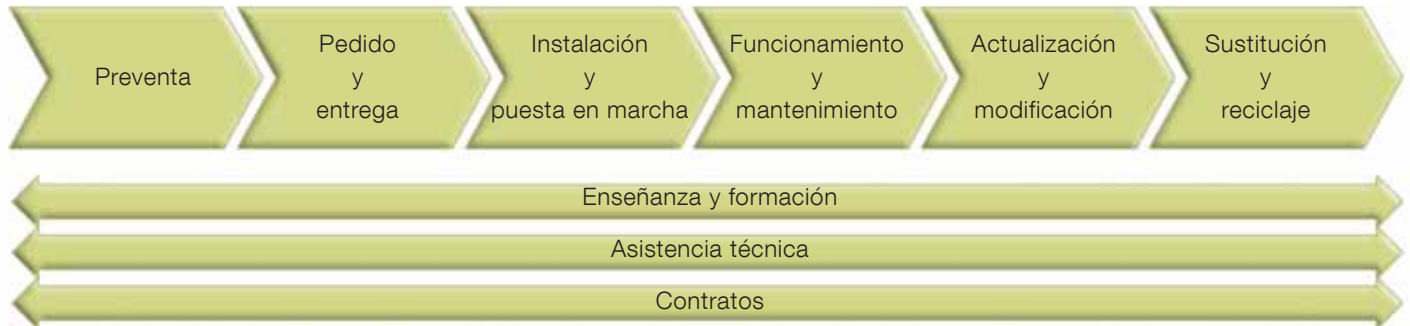 Preventa
Pedido
y
entrega
Instalación
y
puesta en marcha
Funcionamiento
y
mantenimiento
Actualización
y
modificación
Sustitución
y
reciclaje
Enseñanza y formación
Asistencia técnica
Contratos